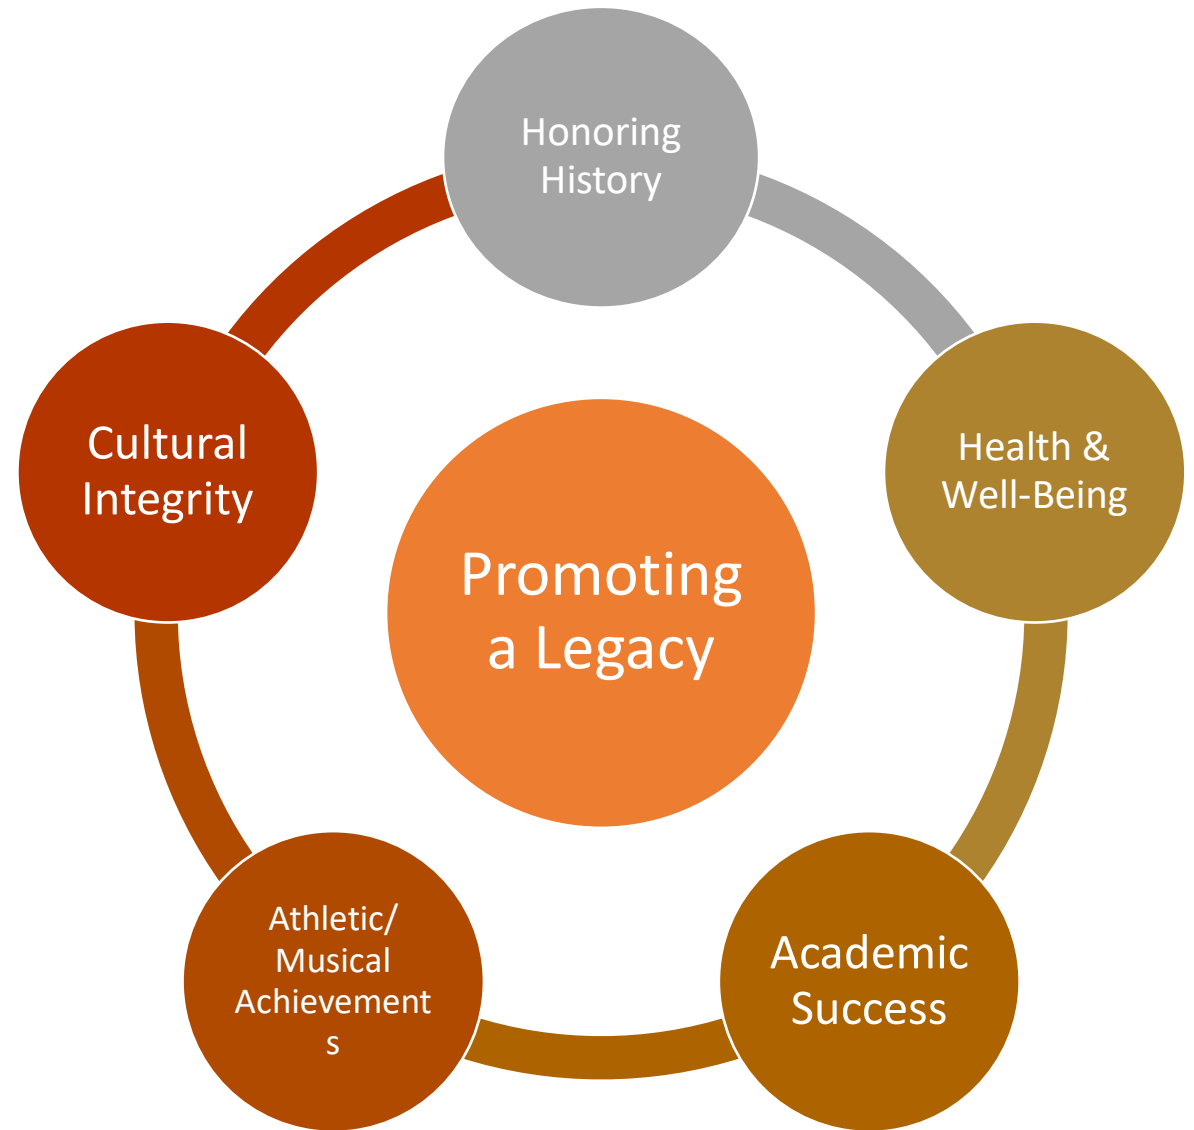 Honoring
History
Health &
Well-Being
Academic
Success
Athletic/
Musical
Achievement
s
Cultural
Integrity
Promoting
a Legacy